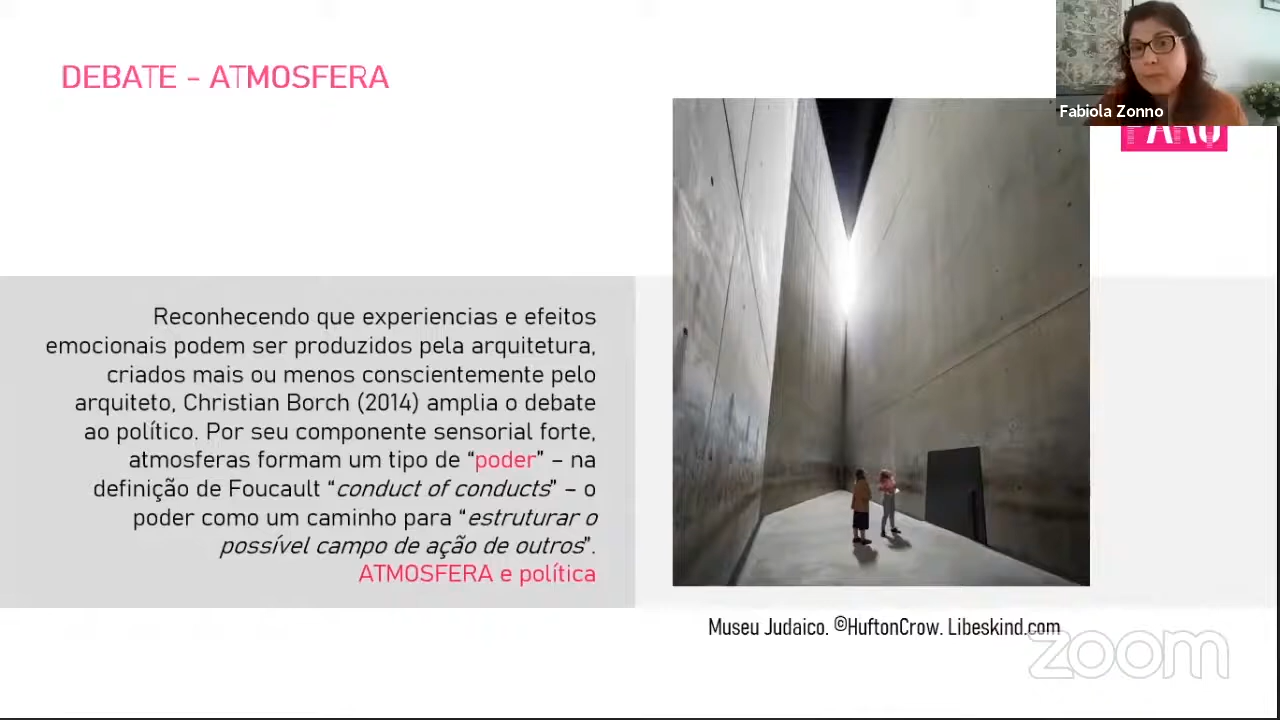 DEBATE – ATMOSFERA
Fabiola Zonno
Reconhecendo que experiencias e efeitos
emocionais podem ser produzidos pela arquitetura,
criados mais ou menos conscientemente pelo
arquiteto, Christian Borch (2014) amplia o debate
ao político. Por seu componente sensorial forte,
atmosferas formam um tipo de “poder” – na
definição de Foucault “conduct of conducts” – o
poder como um caminho para “estruturar o
possível campo de ação de outros”.
ATMOSFERA e política
Museu Judaico. ©HuftonCrow. Libeskind.com
zoom